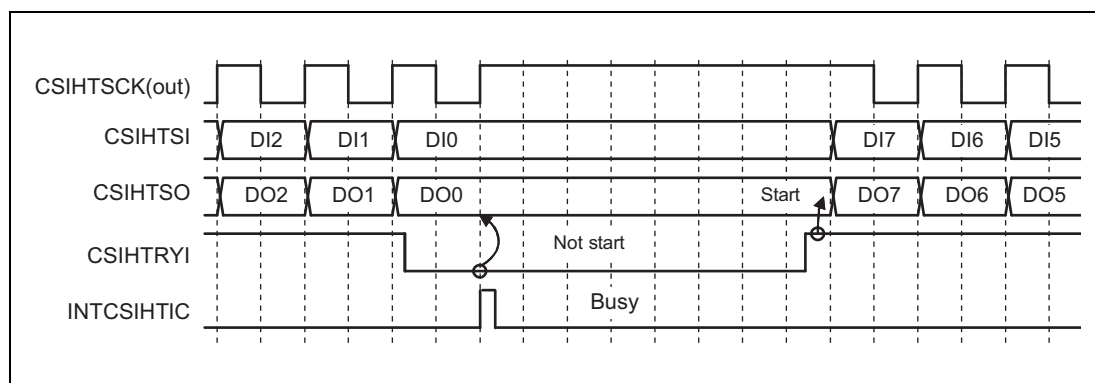 CSIHTSCK(out)
CSIHTSI DI2 DI1 DI0 DI7 DI6 DI5
CSIHTSO DO2 DO1 DO0 Start DO7 DO6 DO5
CSIHTRYI Not start
INTCSIHTIC Busy